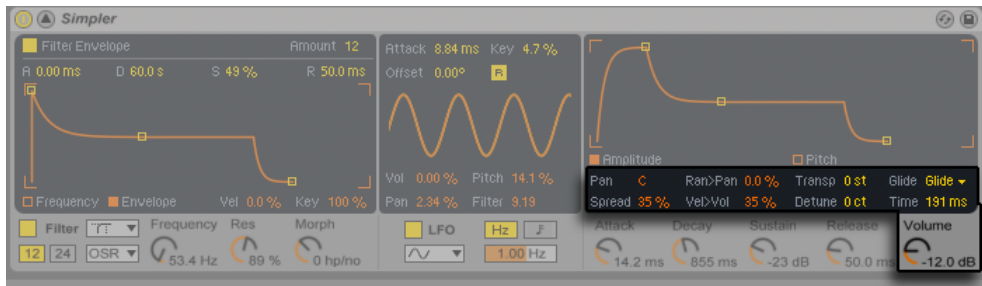 Simpler
Filter Envelope Amount 12
A 0.00 ms D 60.0 s S 49 % R 50.0 ms
Frequency Envelope Vel 0.0 % Key 100 %
Attack 8.84 ms Key 4.7 %
Offset 0.00° R
Vol 0.00 % Pitch 14.1 %
Pan 2.34 % Filter 9.19
Amplitude Pitch
Pan C Ran>Pan 0.0 % Transp 0 st Glide Glide
Spread 35 % Vel>Vol 35 % Detune 0 ct Time 191 ms
Filter Frequency Res Morph
12 24 OSR 53.4 Hz 89 % 0 hp/no
LFO Hz
1.00 Hz
Attack Decay Sustain Release Volume
14.2 ms 855 ms -23 dB 50.0 ms -12.0 dB